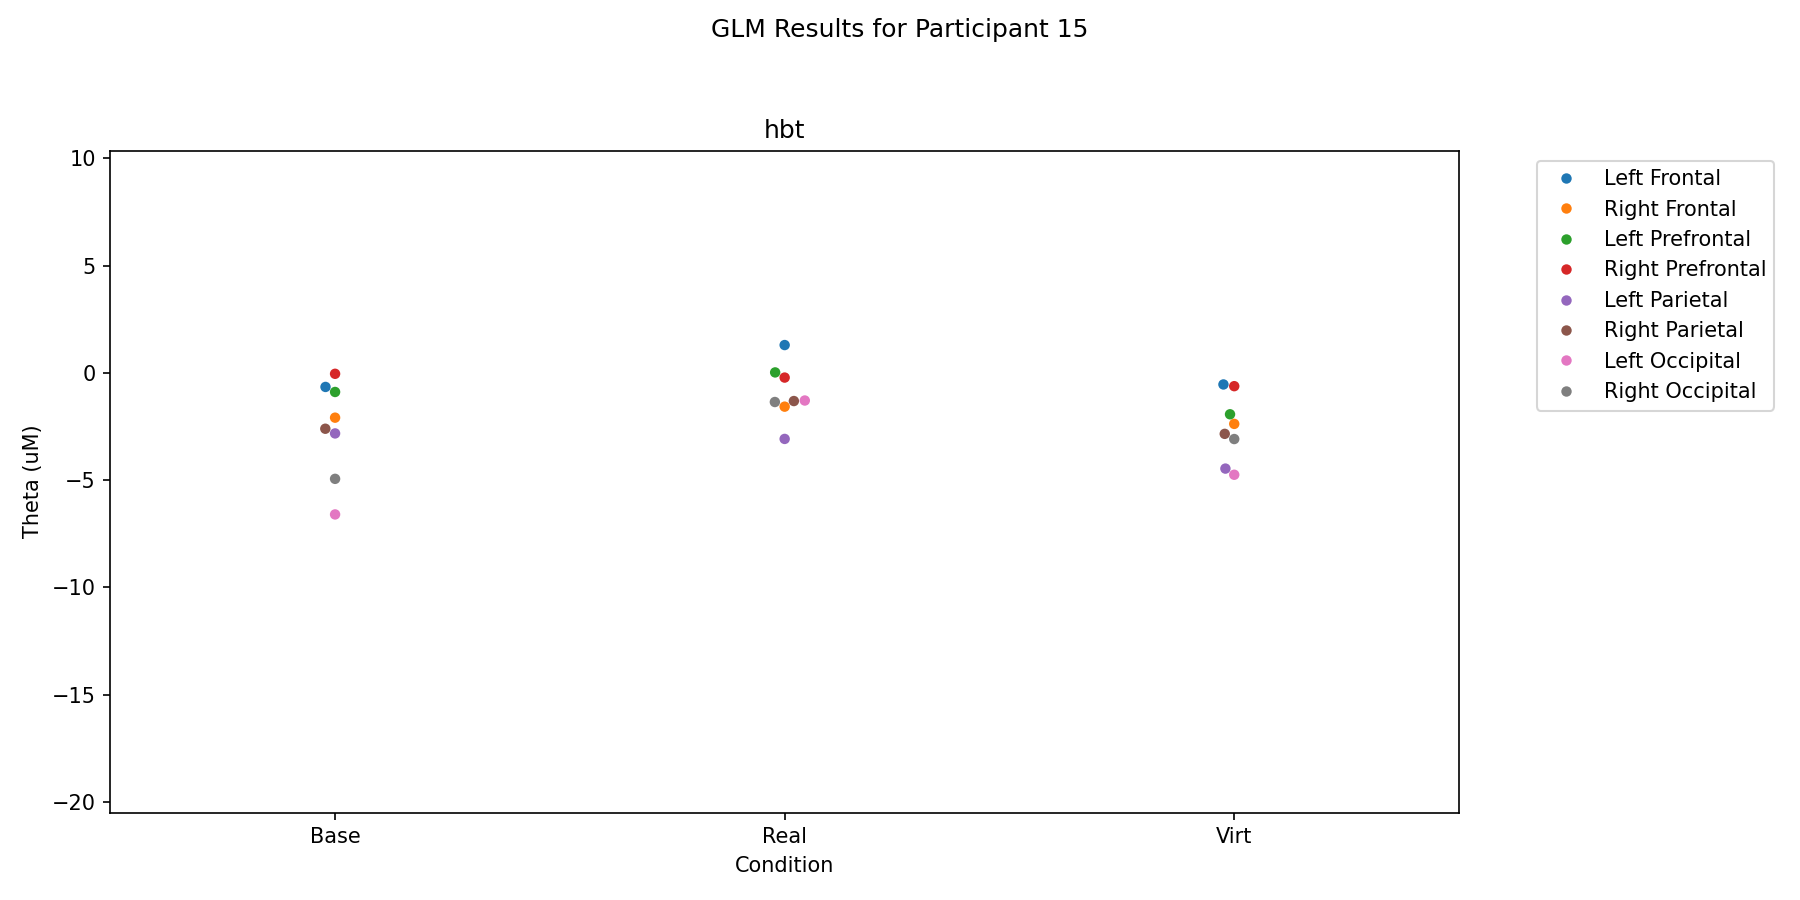 GLM Results for Participant 15
hbt
10
5
0
−5
−10
−15
−20
Theta (uM)
Base
Real
Virt
Condition
Left Frontal
Right Frontal
Left Prefrontal
Right Prefrontal
Left Parietal
Right Parietal
Left Occipital
Right Occipital